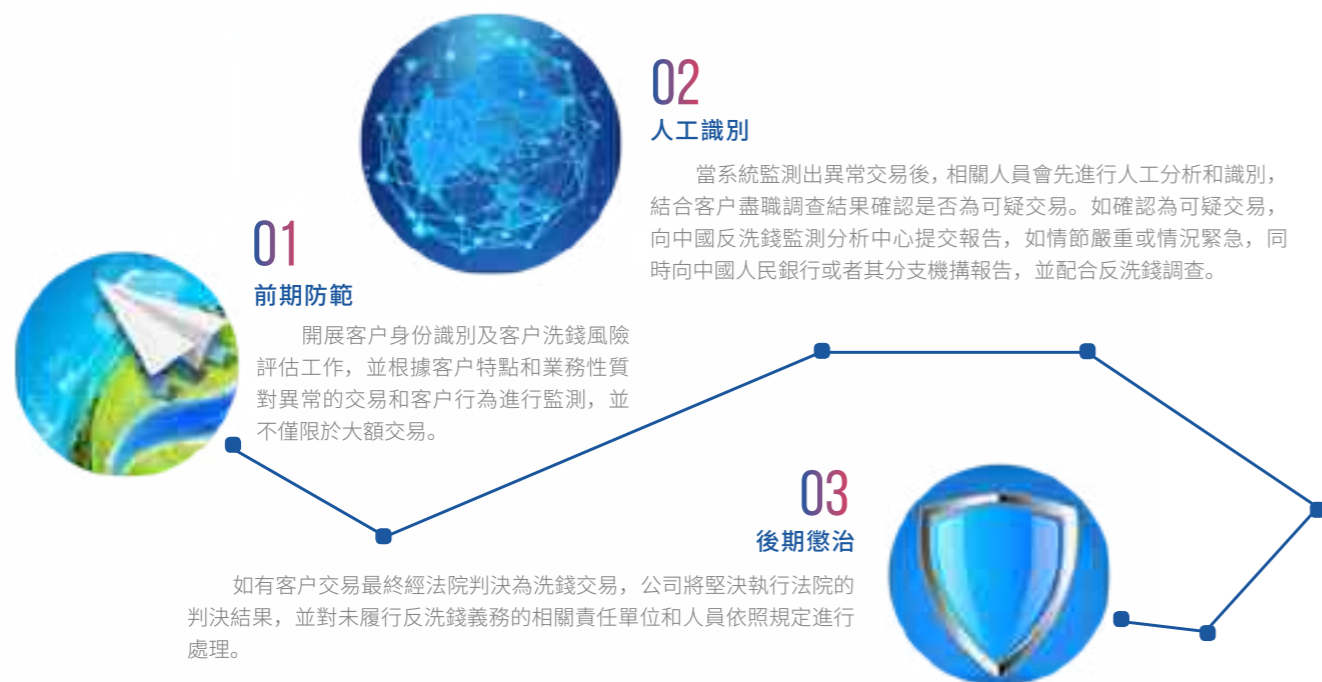 01
前期防範
開展客户身份識別及客户洗錢風險
評估工作，並根據客户特點和業務性質
對異常的交易和客户行為進行監測，並
不僅限於大額交易。
02
人工識別
當系統監測出異常交易後，相關人員會先進行人工分析和識別，
結合客户盡職調查結果確認是否為可疑交易。如確認為可疑交易，
向中國反洗錢監測分析中心提交報告，如情節嚴重或情況緊急，同
時向中國人民銀行或者其分支機搆報告，並配合反洗錢調查。
03
後期懲治
如有客户交易最終經法院判決為洗錢交易，公司將堅決執行法院的
判決結果，並對未履行反洗錢義務的相關責任單位和人員依照規定進行
處理。